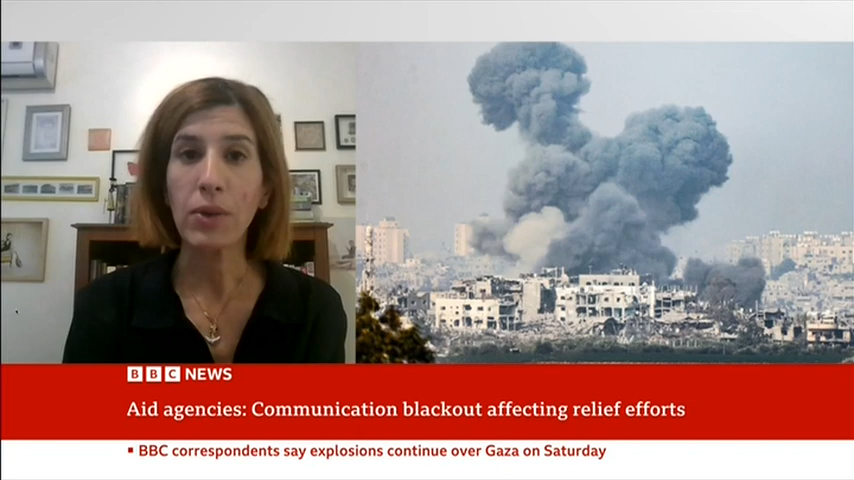 BBC NEWS
Aid agencies: Communication blackout affecting relief efforts
BBC correspondents say explosions continue over Gaza on Saturday